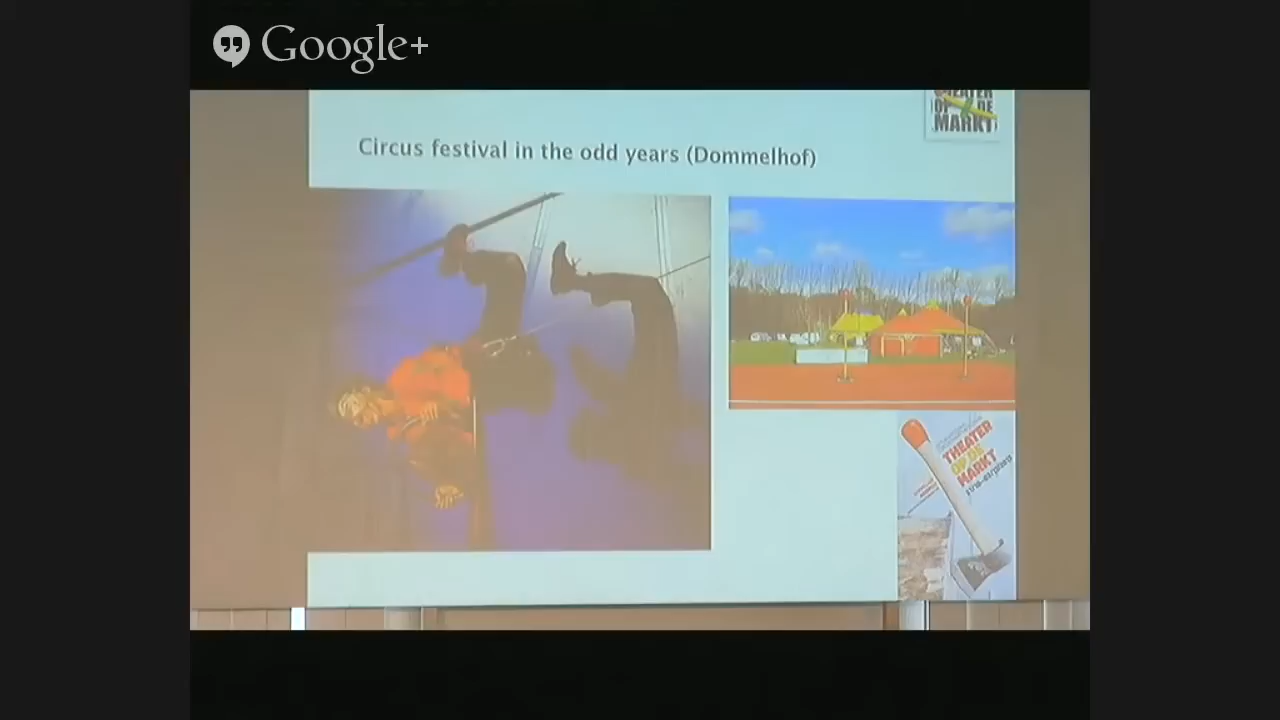 Google+
THEATER
OP DE
MARKT
Circus festival in the odd years (Dommelhof)
THEATER
OP DE
MARKT